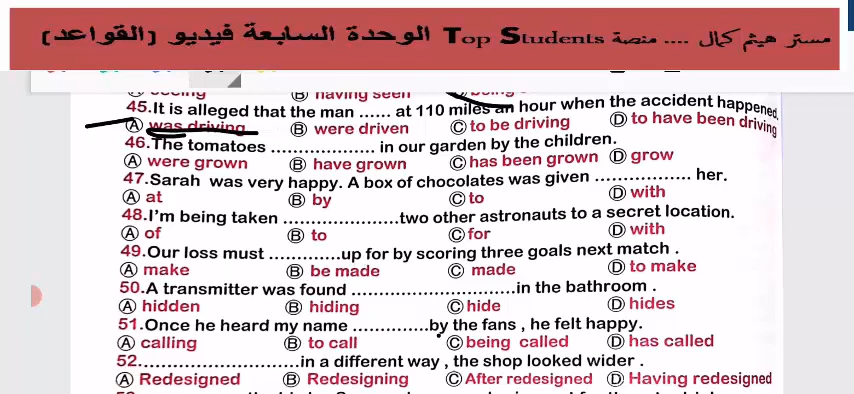 مستر هيثم كمال .... منصة Top Students الوحدة السابعة فيديو (القواعد)
Ⓐ seeing Ⓑ having seen Ⓒ being
45.It is alleged that the man ...... at 110 miles an hour when the accident happened.
Ⓐ was driving Ⓑ were driven Ⓒ to be driving Ⓓ to have been driving
46.The tomatoes .................. in our garden by the children.
Ⓐ were grown Ⓑ have grown Ⓒ has been grown Ⓓ grow
47.Sarah was very happy. A box of chocolates was given ................. her.
Ⓐ at Ⓑ by Ⓒ to Ⓓ with
48.I'm being taken ....................two other astronauts to a secret location.
Ⓐ of Ⓑ to Ⓒ for Ⓓ with
49.Our loss must .............up for by scoring three goals next match .
Ⓐ make Ⓑ be made Ⓒ made Ⓓ to make
50.A transmitter was found .............................in the bathroom .
Ⓐ hidden Ⓑ hiding Ⓒ hide Ⓓ hides
51.Once he heard my name .............by the fans , he felt happy.
Ⓐ calling Ⓑ to call Ⓒ being called Ⓓ has called
52.............................in a different way , the shop looked wider .
Ⓐ Redesigned Ⓑ Redesigning Ⓒ After redesigned Ⓓ Having redesigned